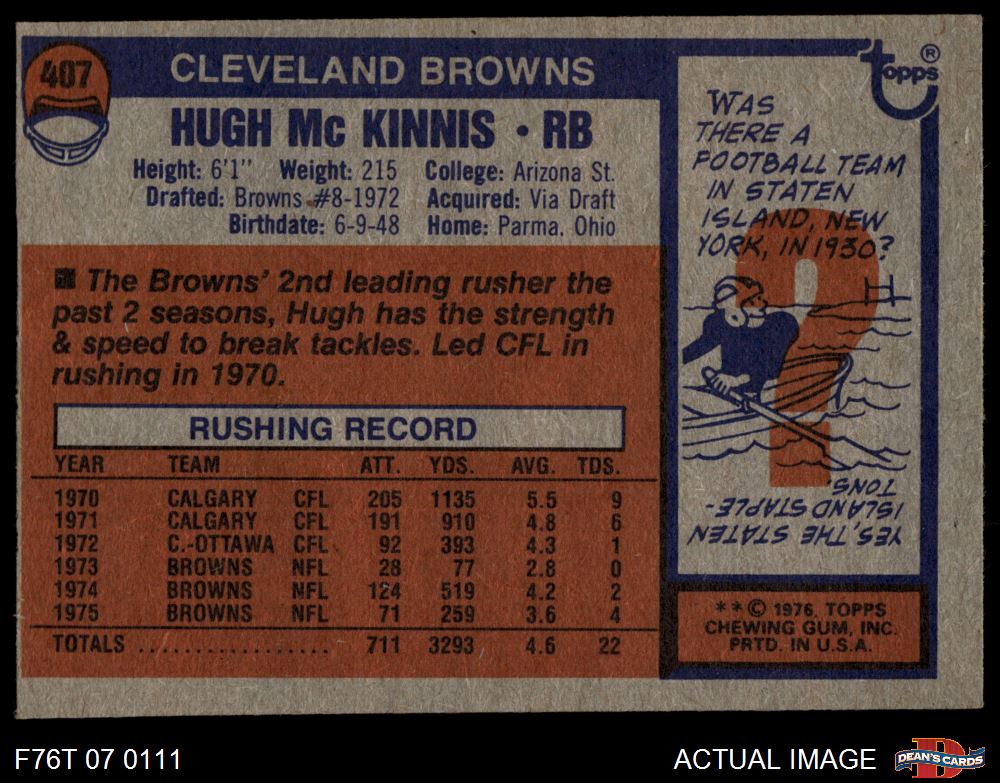 407
CLEVELAND BROWNS
HUGH Mc KINNIS • RB
Height: 6'1" Weight: 215 College: Arizona St.
Drafted: Browns #8-1972 Acquired: Via Draft
Birthdate: 6-9-48 Home: Parma, Ohio
■ The Browns' 2nd leading rusher the
past 2 seasons, Hugh has the strength
& speed to break tackles. Led CFL in
rushing in 1970.
RUSHING RECORD
YEAR TEAM ATT. YDS. AVG. TDS.
1970 CALGARY CFL 205 1135 5.5 9
1971 CALGARY CFL 191 910 4.8 6
1972 C.-OTTAWA CFL 92 393 4.3 1
1973 BROWNS NFL 28 77 2.8 0
1974 BROWNS NFL 124 519 4.2 2
1975 BROWNS NFL 71 259 3.6 4
TOTALS ................. 711 3293 4.6 22
Topps ®
WAS
THERE A
FOOTBALL TEAM
IN STATEN
ISLAND, NEW
YORK, IN 1930?
?
YES, THE STATEN
ISLAND STAPLE-
TONS.
** © 1976, TOPPS
CHEWING GUM, INC.
PRTD. IN U.S.A.
F76T 07 0111
ACTUAL IMAGE
D
DEAN'S CARDS